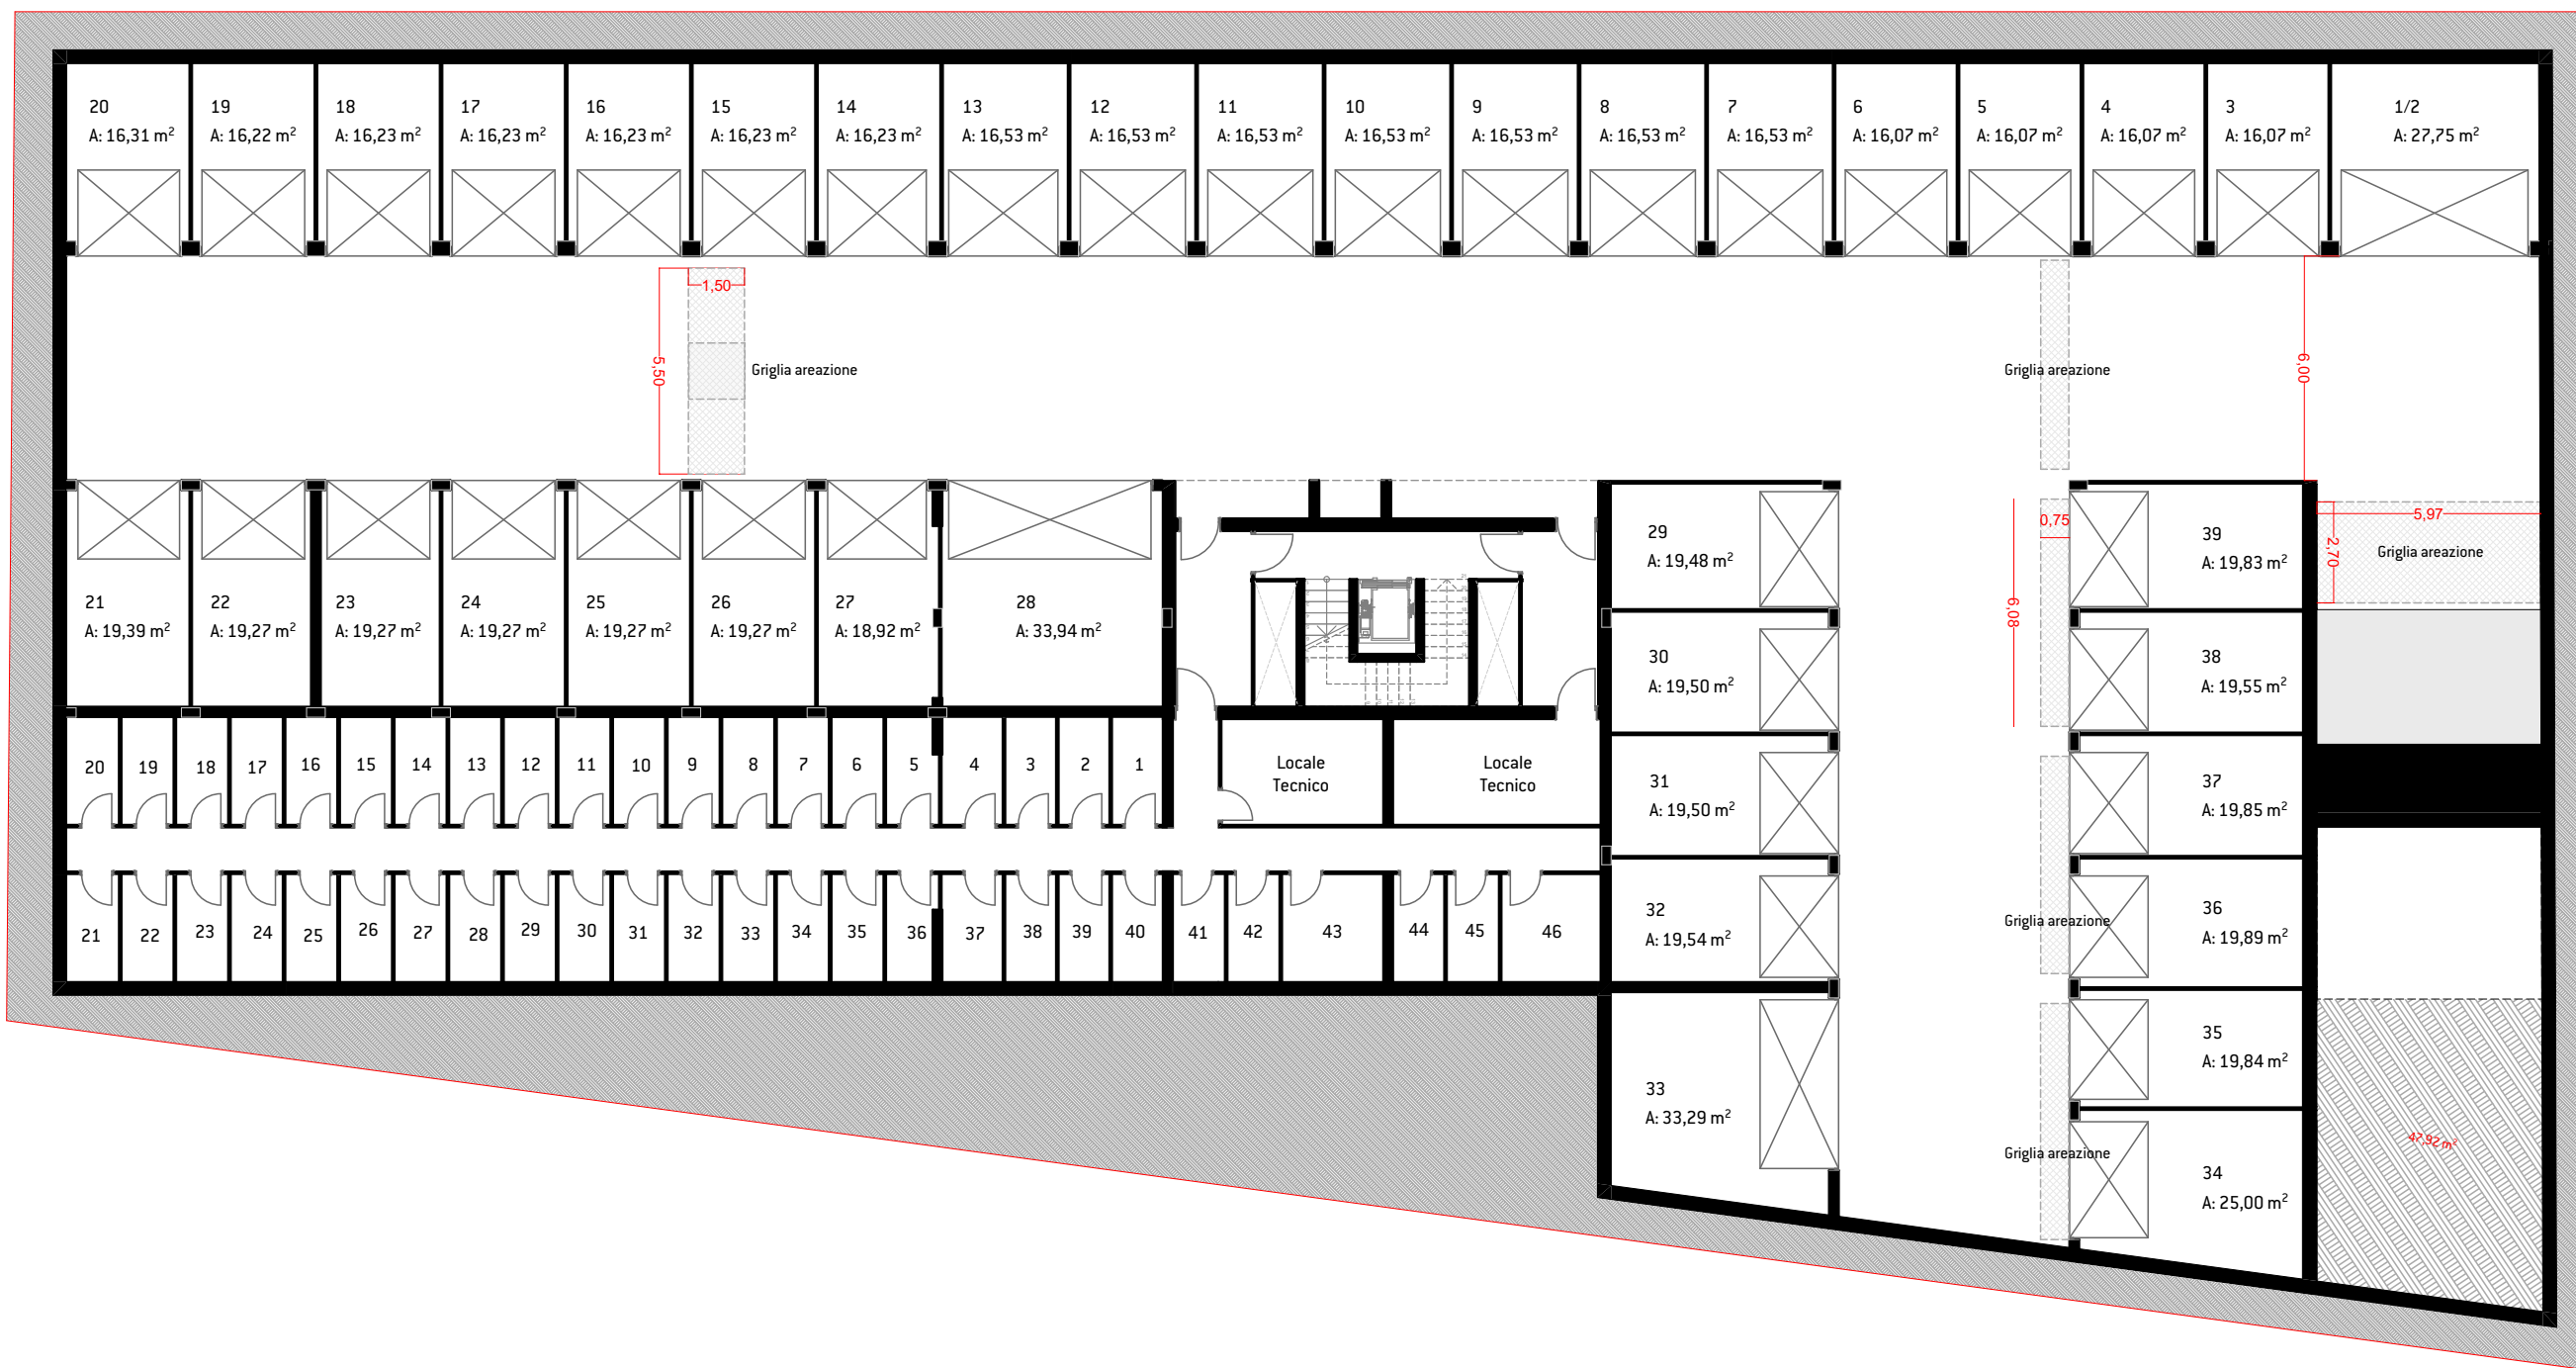 20
A: 16,31 m²
19
A: 16,22 m²
18
A: 16,23 m²
17
A: 16,23 m²
16
A: 16,23 m²
15
A: 16,23 m²
14
A: 16,23 m²
13
A: 16,53 m²
12
A: 16,53 m²
11
A: 16,53 m²
10
A: 16,53 m²
9
A: 16,53 m²
8
A: 16,53 m²
7
A: 16,53 m²
6
A: 16,07 m²
5
A: 16,07 m²
4
A: 16,07 m²
3
A: 16,07 m²
1/2
A: 27,75 m²
1,50
5,50
Griglia areazione
Griglia areazione
6,00
21
A: 19,39 m²
22
A: 19,27 m²
23
A: 19,27 m²
24
A: 19,27 m²
25
A: 19,27 m²
26
A: 19,27 m²
27
A: 18,92 m²
28
A: 33,94 m²
29
A: 19,48 m²
30
A: 19,50 m²
31
A: 19,50 m²
32
A: 19,54 m²
33
A: 33,29 m²
0,75
6,08
Griglia areazione
Griglia areazione
39
A: 19,83 m²
38
A: 19,55 m²
37
A: 19,85 m²
36
A: 19,89 m²
35
A: 19,84 m²
34
A: 25,00 m²
5,97
2,70
Griglia areazione
47,92 m²
20
19
18
17
16
15
14
13
12
11
10
9
8
7
6
5
4
3
2
1
Locale
Tecnico
Locale
Tecnico
21
22
23
24
25
26
27
28
29
30
31
32
33
34
35
36
37
38
39
40
41
42
43
44
45
46